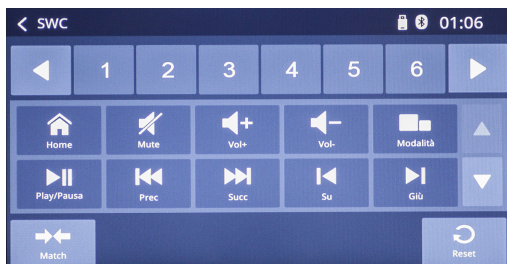 SWC 01:06
1 2 3 4 5 6
Home Mute Vol+ Vol- Modalità
Play/Pausa Prec Succ Su Giù
Match Reset